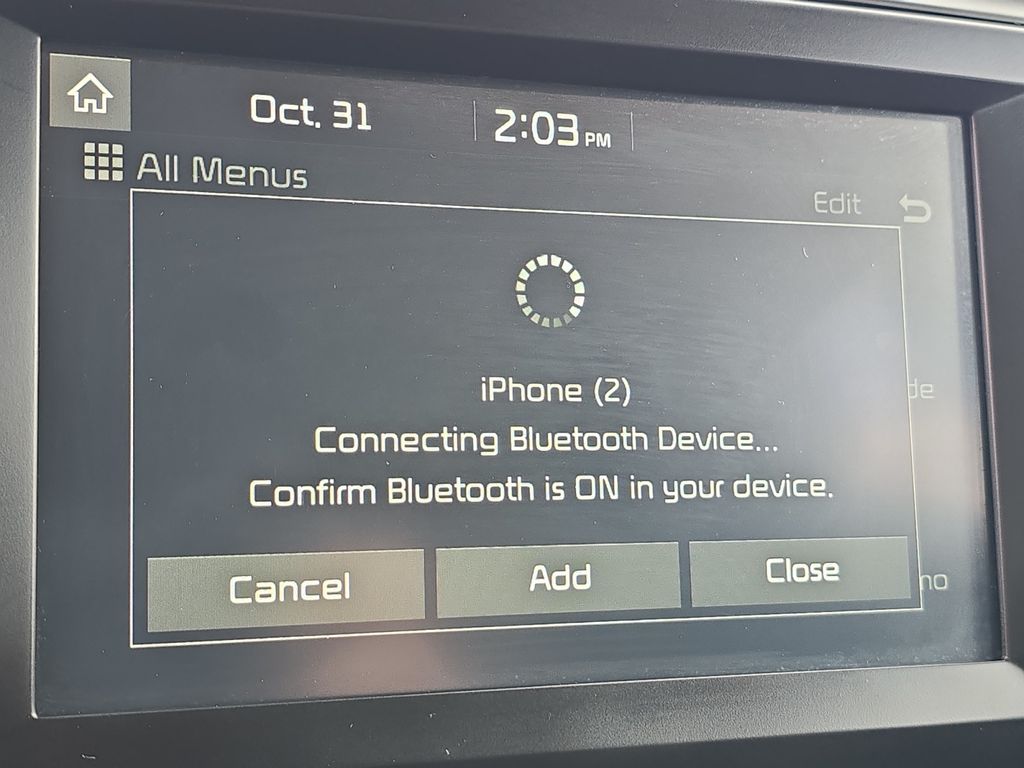 Oct. 31
2:03 PM
All Menus
Edit
iPhone (2)
Connecting Bluetooth Device...
Confirm Bluetooth is ON in your device.
Cancel
Add
Close